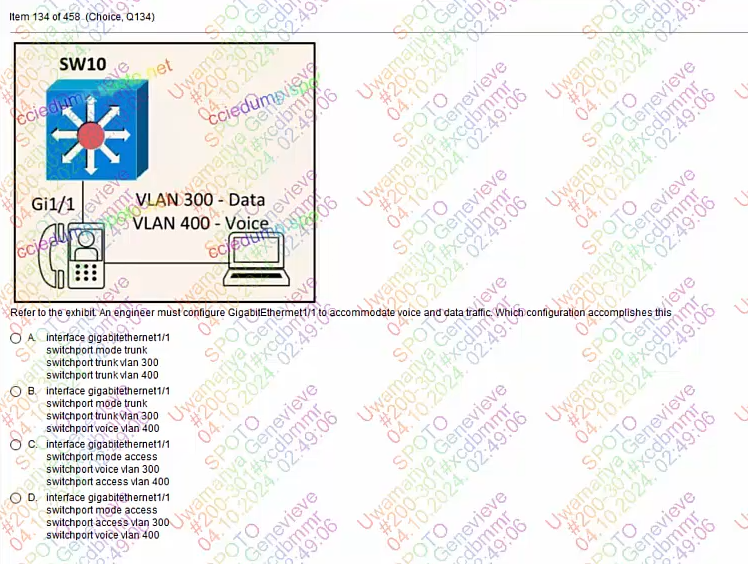 Item 134 of 458 (Choice, Q134)
SW10
Gi1/1
VLAN 300 - Data
VLAN 400 - Voice
Refer to the exhibit. An engineer must configure GigabitEthernet1/1 to accommodate voice and data traffic. Which configuration accomplishes this
A. interface gigabitethernet1/1
switchport mode trunk
switchport trunk vlan 300
switchport trunk vlan 400
B. interface gigabitethernet1/1
switchport mode trunk
switchport trunk vlan 300
switchport voice vlan 400
C. interface gigabitethernet1/1
switchport mode access
switchport voice vlan 300
switchport access vlan 400
D. interface gigabitethernet1/1
switchport mode access
switchport access vlan 300
switchport voice vlan 400
SPOTO
Uwamariya Genevieve
#200-301#xcdbmmr
04.10.2024. 02:49:06